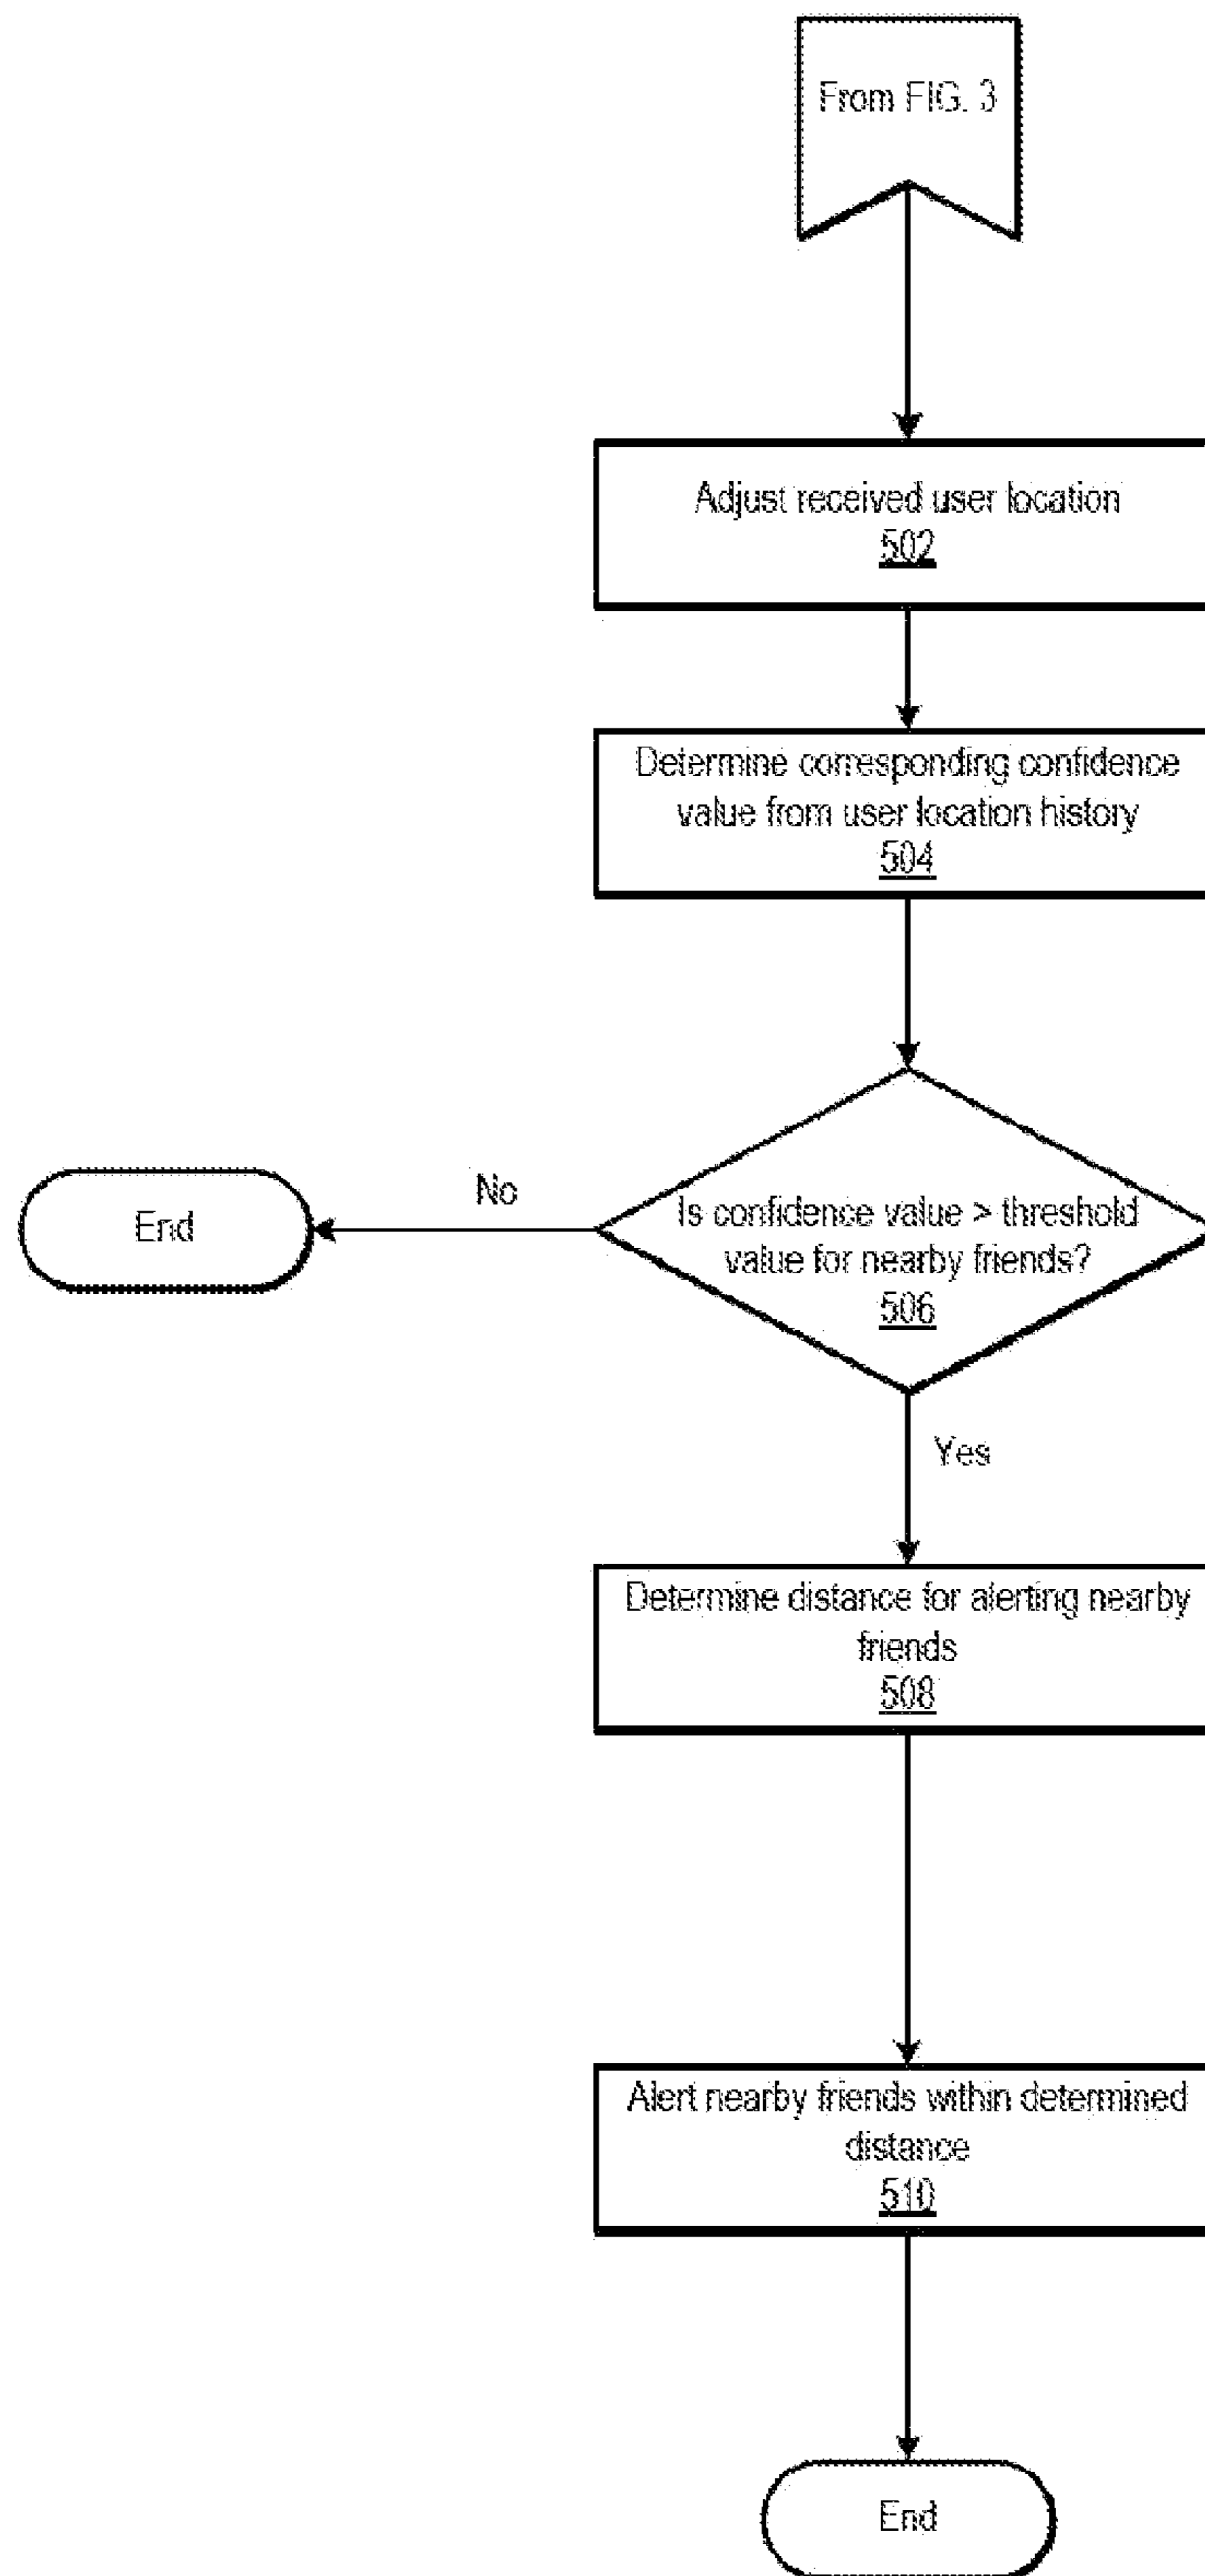 From FIG. 3
Adjust received user location
502
Determine corresponding confidence
value from user location history
504
No
End
Is confidence value > threshold
value for nearby friends?
506
Yes
Determine distance for alerting nearby
friends
508
Alert nearby friends within determined
distance
510
End